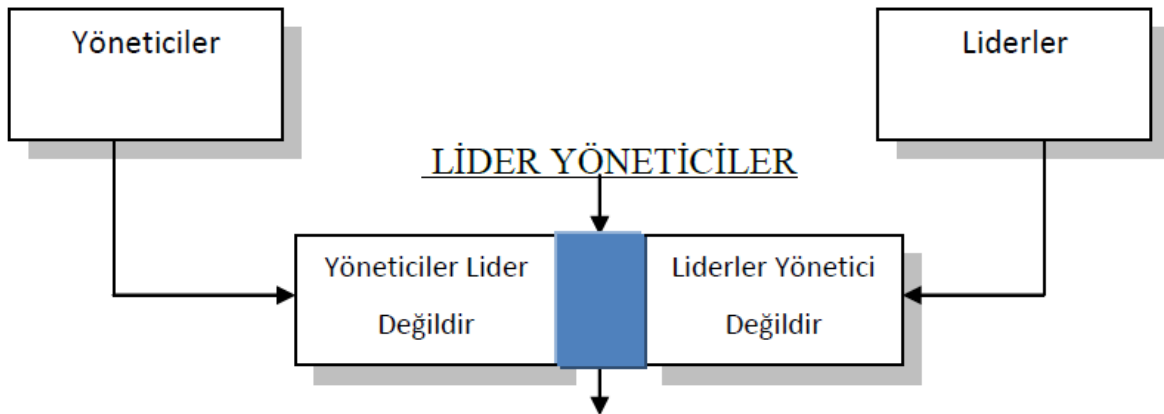 Yöneticiler
Liderler
LİDER YÖNETİCİLER
Yöneticiler Lider
Değildir
Liderler Yönetici
Değildir